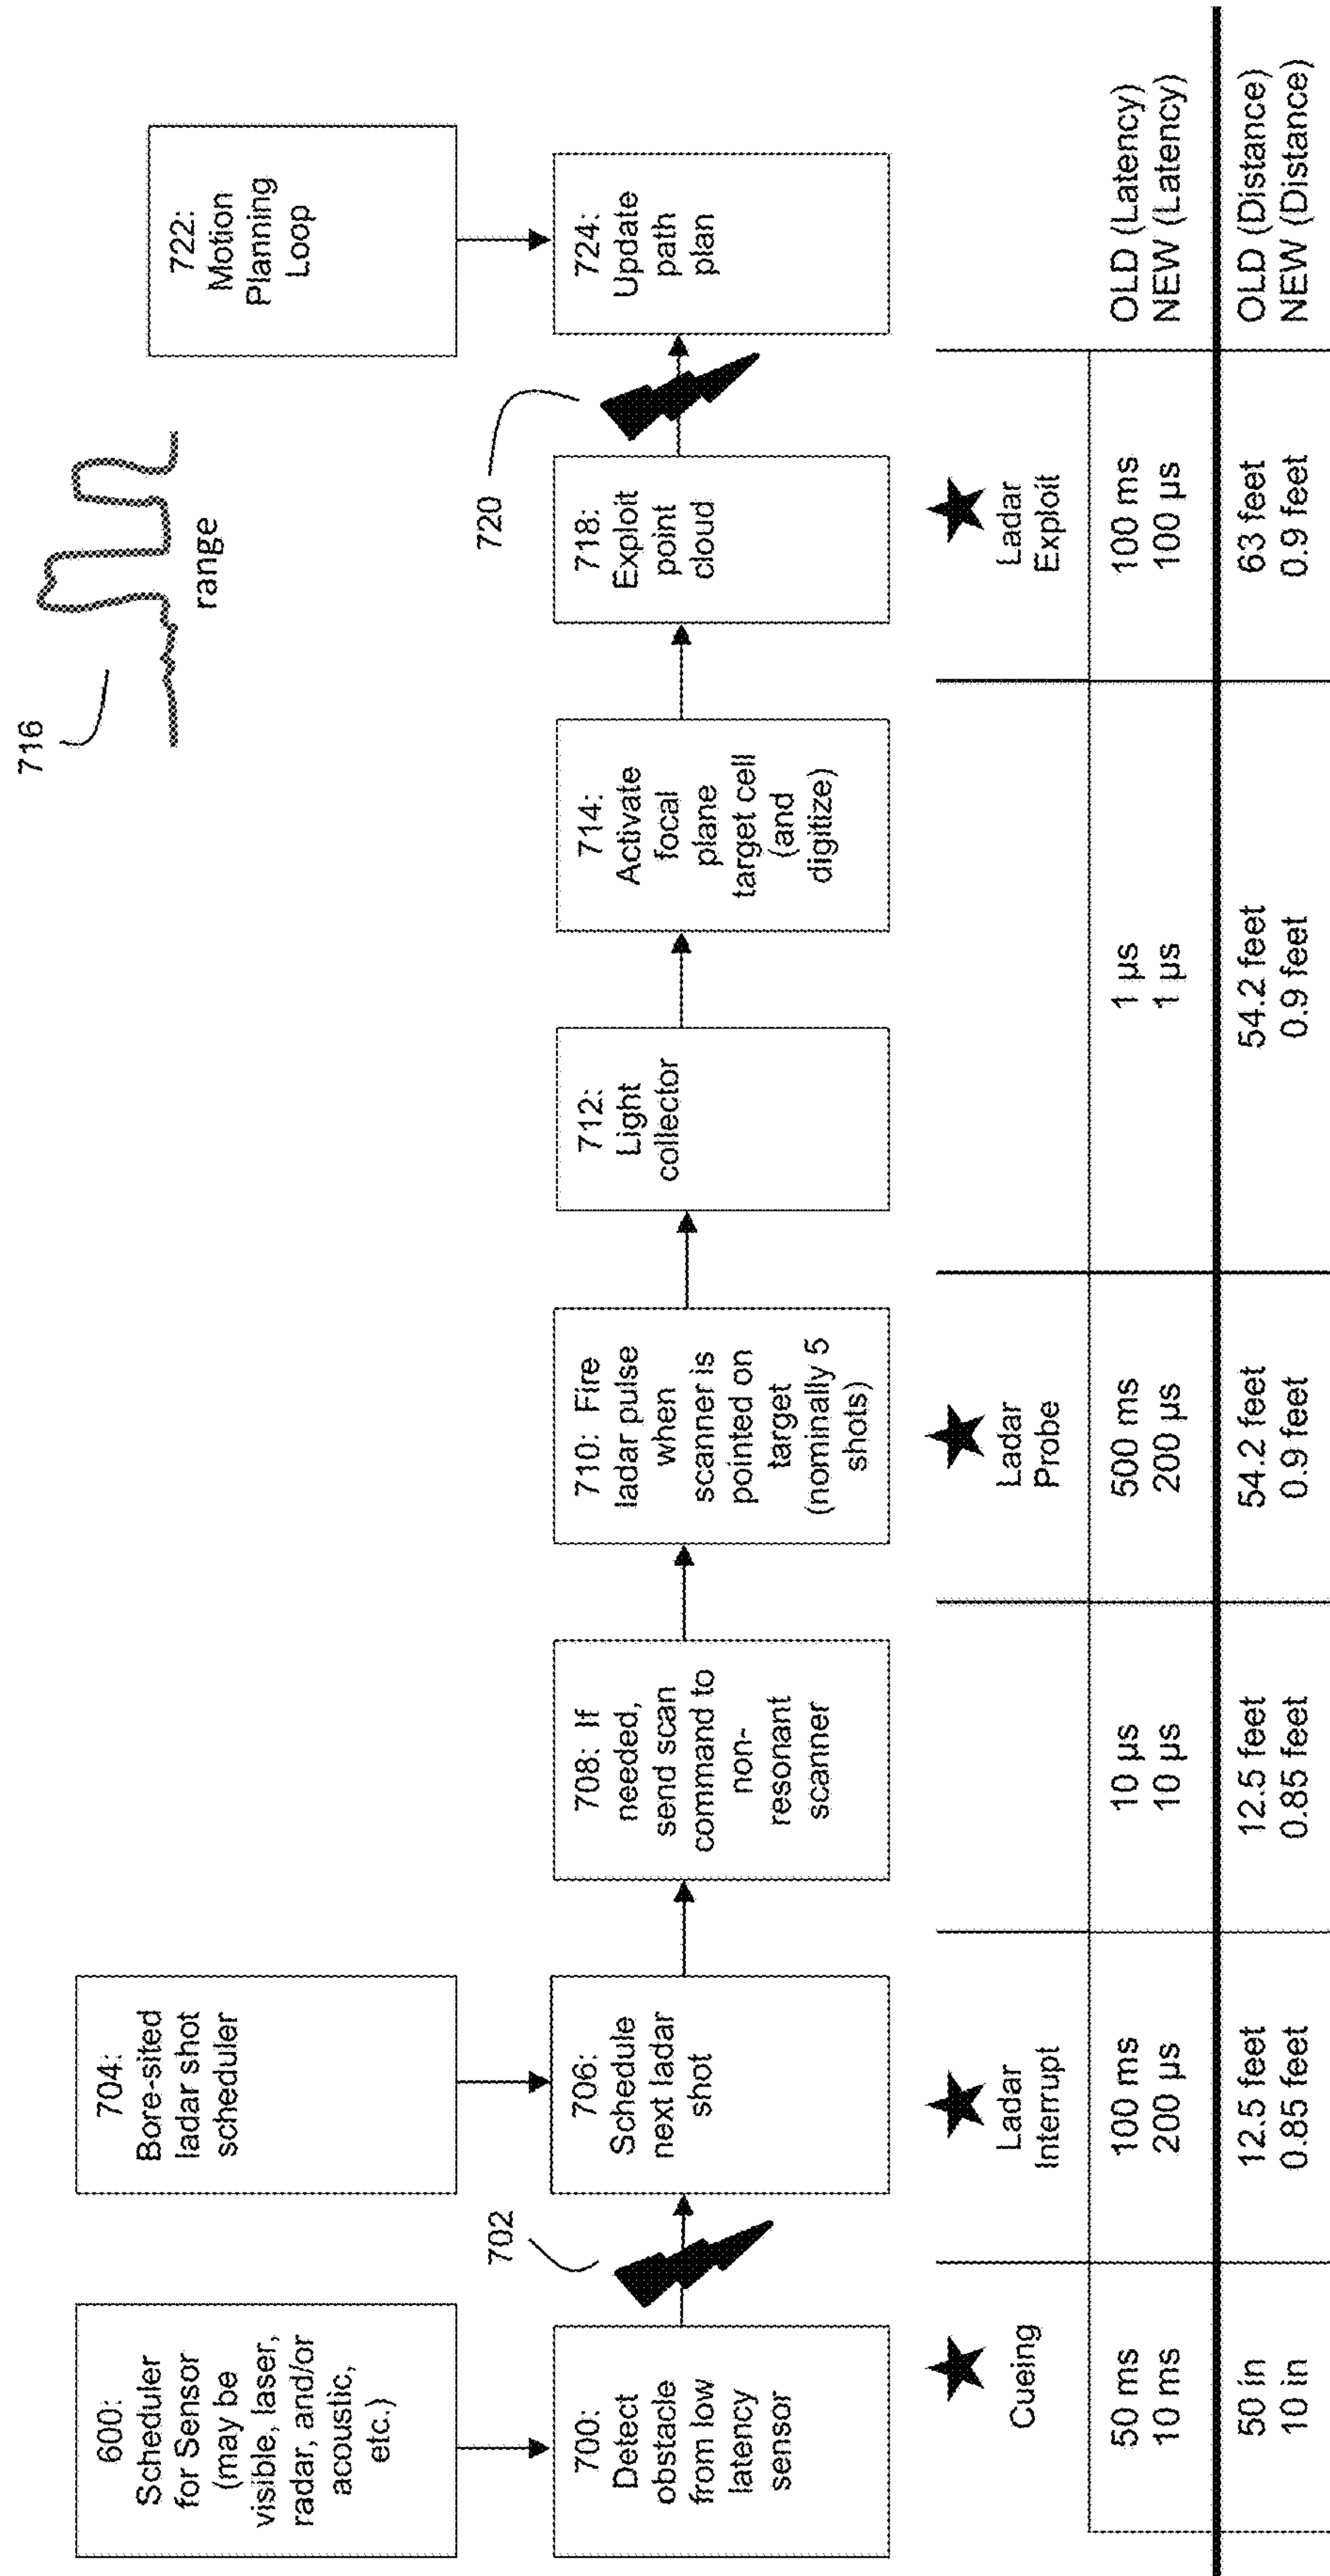 600:
Scheduler
for Sensor
(may be
visible, laser,
radar, and/or
acoustic,
etc.)
704:
Bore-sited
ladar shot
scheduler
716
range
722:
Motion
Planning
Loop
702
720
700:
Detect
obstacle
from low
latency
sensor
706:
Schedule
next ladar
shot
708: If
needed,
send scan
command to
non-
resonant
scanner
710: Fire
ladar pulse
when
scanner is
pointed on
target
(nominally 5
shots)
712:
Light
collector
714:
Activate
focal
plane
target cell
(and
digitize)
718:
Exploit
point
cloud
724:
Update
path
plan
Cueing
Ladar
Interrupt
Ladar
Probe
Ladar
Exploit
50 ms
10 ms
100 ms
200 µs
10 µs
10 µs
500 ms
200 µs
1 µs
1 µs
100 ms
100 µs
OLD (Latency)
NEW (Latency)
50 in
10 in
12.5 feet
0.85 feet
12.5 feet
0.85 feet
54.2 feet
0.9 feet
54.2 feet
0.9 feet
63 feet
0.9 feet
OLD (Distance)
NEW (Distance)